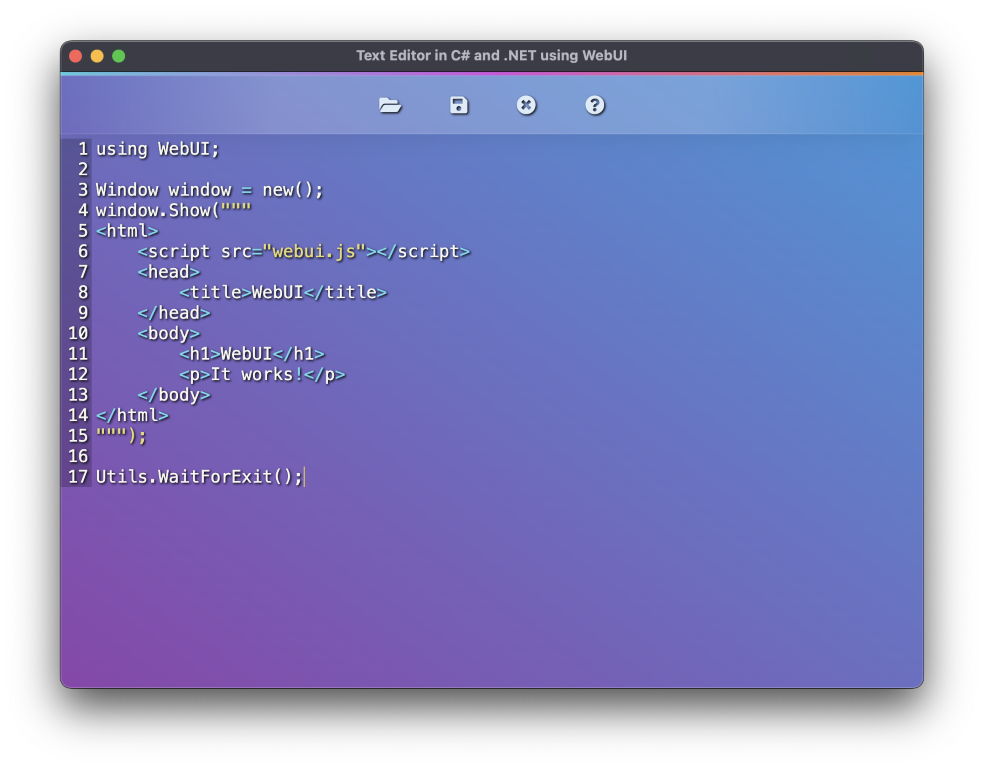 Text Editor in C# and .NET using WebUI
1 using WebUI;
2
3 Window window = new();
4 window.Show("""
5 <html>
6     <script src="webui.js"></script>
7     <head>
8         <title>WebUI</title>
9     </head>
10     <body>
11         <h1>WebUI</h1>
12         <p>It works!</p>
13     </body>
14 </html>
15 """);
16
17 Utils.WaitForExit();